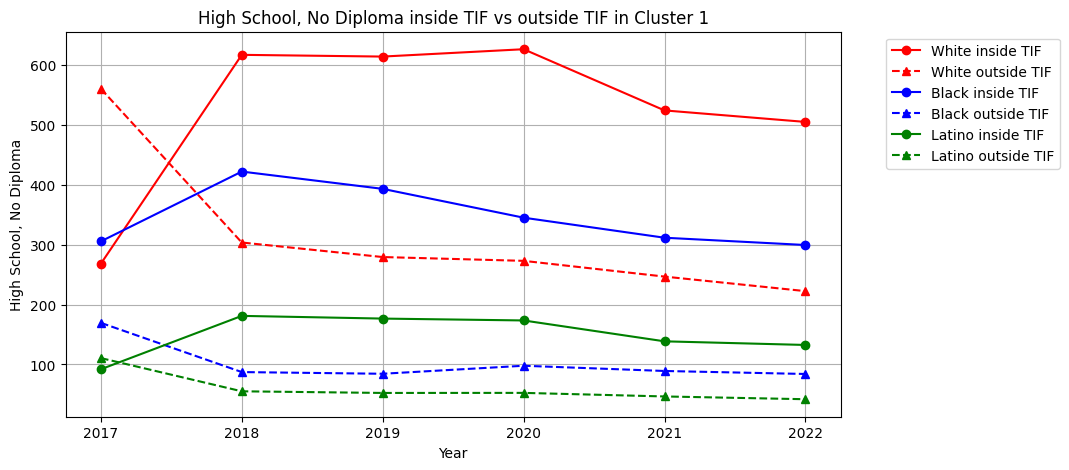 High School, No Diploma inside TIF vs outside TIF in Cluster 1
High School, No Diploma
600
500
400
300
200
100
2017
2018
2019
2020
2021
2022
Year
White inside TIF
White outside TIF
Black inside TIF
Black outside TIF
Latino inside TIF
Latino outside TIF